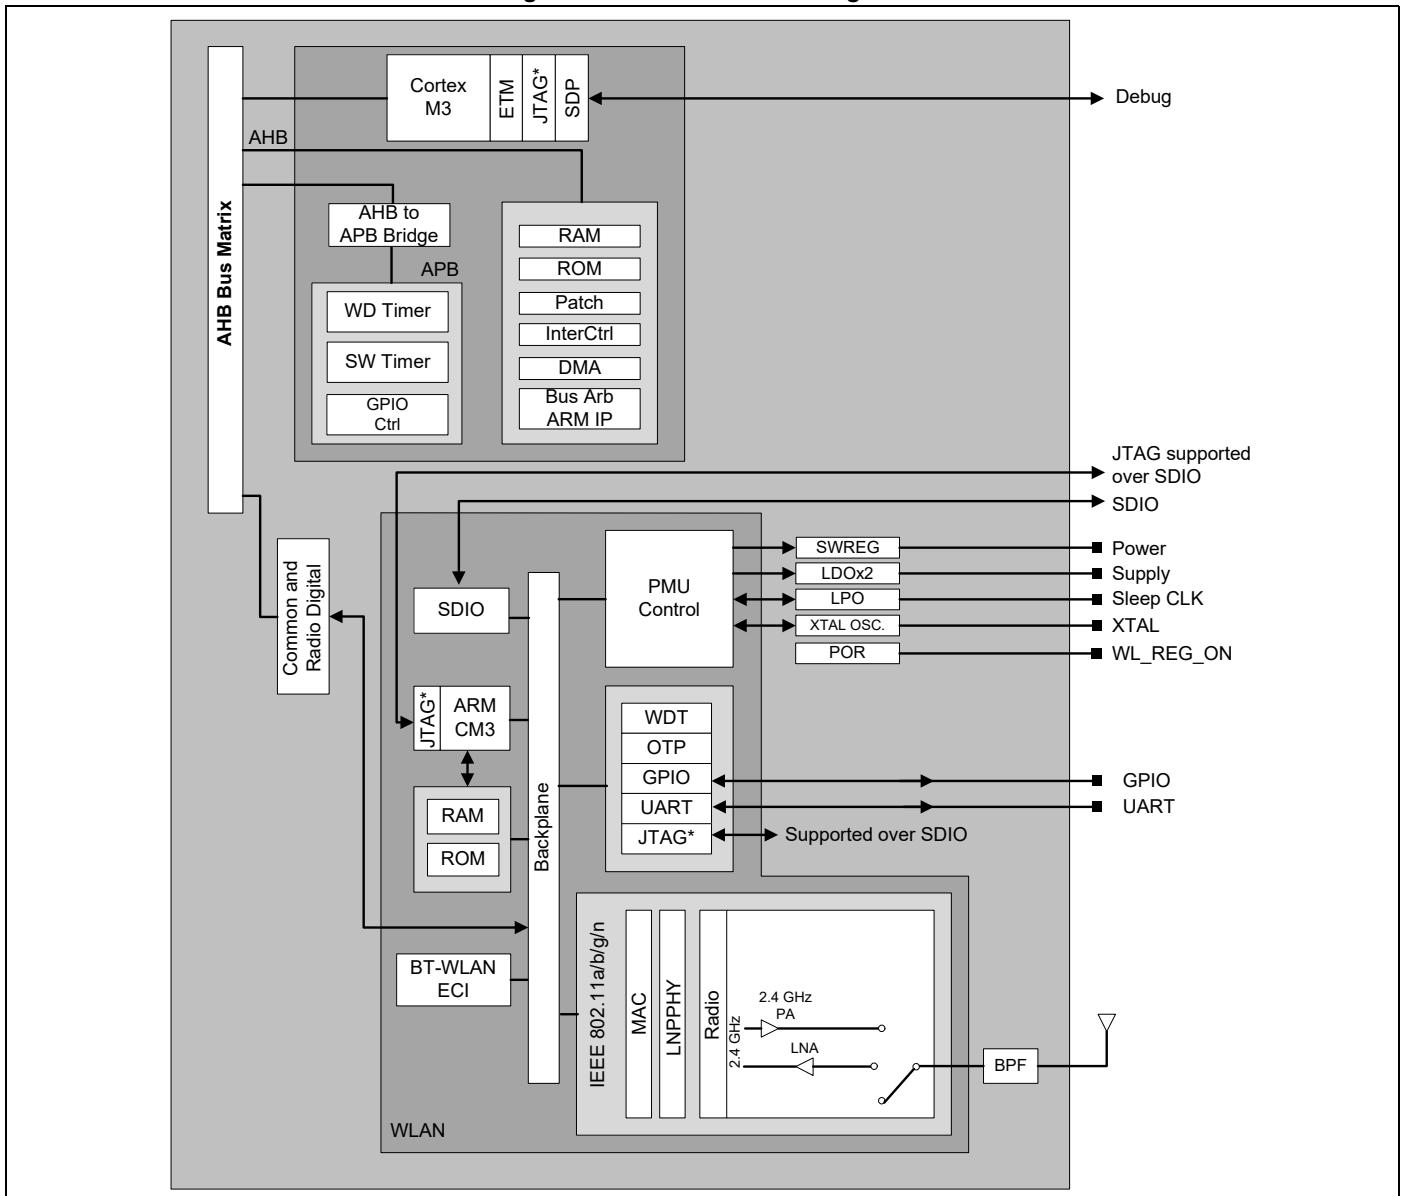 Cortex
M3
ETM
JTAG*
SDP
Debug
AHB
AHB Bus Matrix
AHB to
APB Bridge
APB
WD Timer
SW Timer
GPIO
Ctrl
RAM
ROM
Patch
InterCtrl
DMA
Bus Arb
ARM IP
JTAG supported
over SDIO
SDIO
Common and
Radio Digital
SDIO
PMU
Control
SWREG
Power
LDOx2
Supply
LPO
Sleep CLK
XTAL OSC.
XTAL
POR
WL_REG_ON
JTAG*
ARM
CM3
RAM
ROM
Backplane
WDT
OTP
GPIO
GPIO
UART
UART
JTAG*
Supported over SDIO
BT-WLAN
ECI
IEEE 802.11a/b/g/n
MAC
LNPPHY
Radio
2.4 GHz
2.4 GHz
PA
LNA
BPF
WLAN